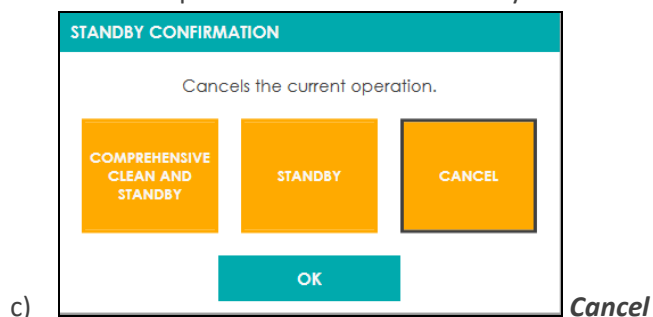 STANDBY CONFIRMATION
Cancels the current operation.
COMPREHENSIVE
CLEAN AND
STANDBY
STANDBY
CANCEL
OK
c)
Cancel